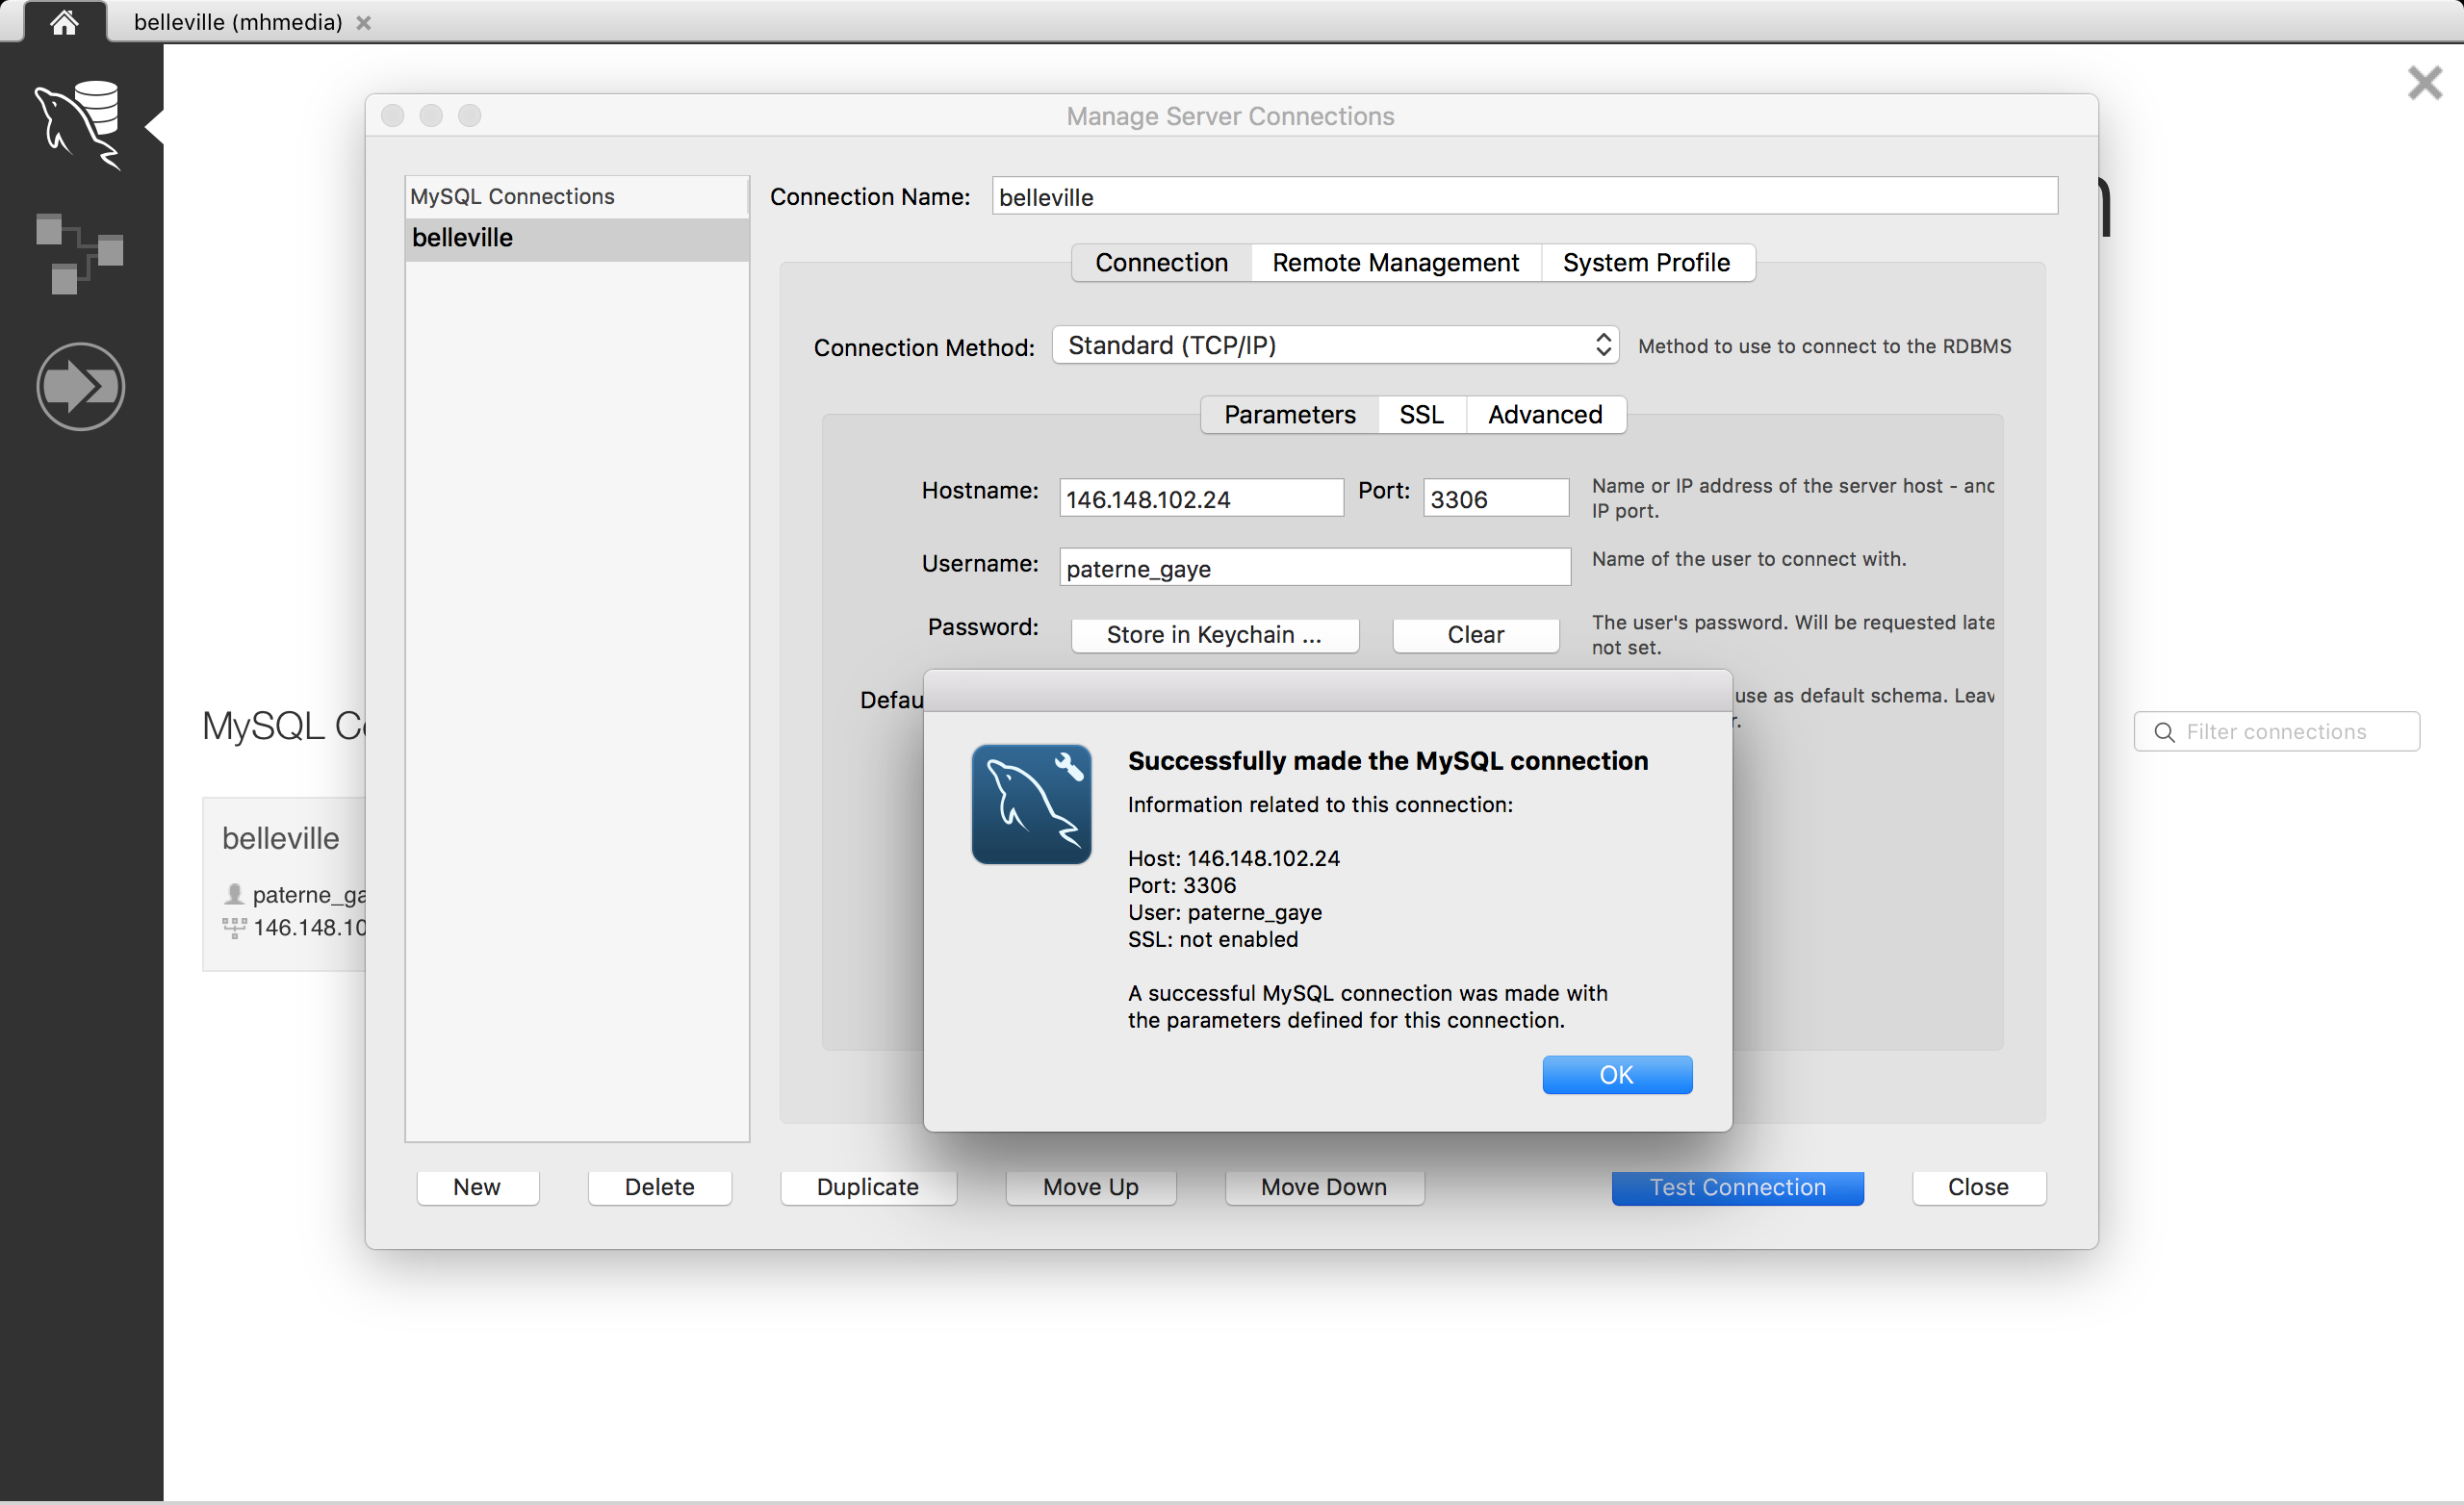 belleville (mhmedia)
Manage Server Connections
MySQL Connections
belleville
Connection Name: belleville
Connection Remote Management System Profile
Connection Method: Standard (TCP/IP) Method to use to connect to the RDBMS
Parameters SSL Advanced
Hostname: 146.148.102.24 Port: 3306 Name or IP address of the server host - and
IP port.
Username: paterne_gaye Name of the user to connect with.
Password: Store in Keychain ... Clear The user's password. Will be requested late
not set.
Defau use as default schema. Leav
r.
Successfully made the MySQL connection
Information related to this connection:
Host: 146.148.102.24
Port: 3306
User: paterne_gaye
SSL: not enabled
A successful MySQL connection was made with
the parameters defined for this connection.
OK
New Delete Duplicate Move Up Move Down Test Connection Close
MySQL Co
Filter connections
belleville
paterne_ga
146.148.10